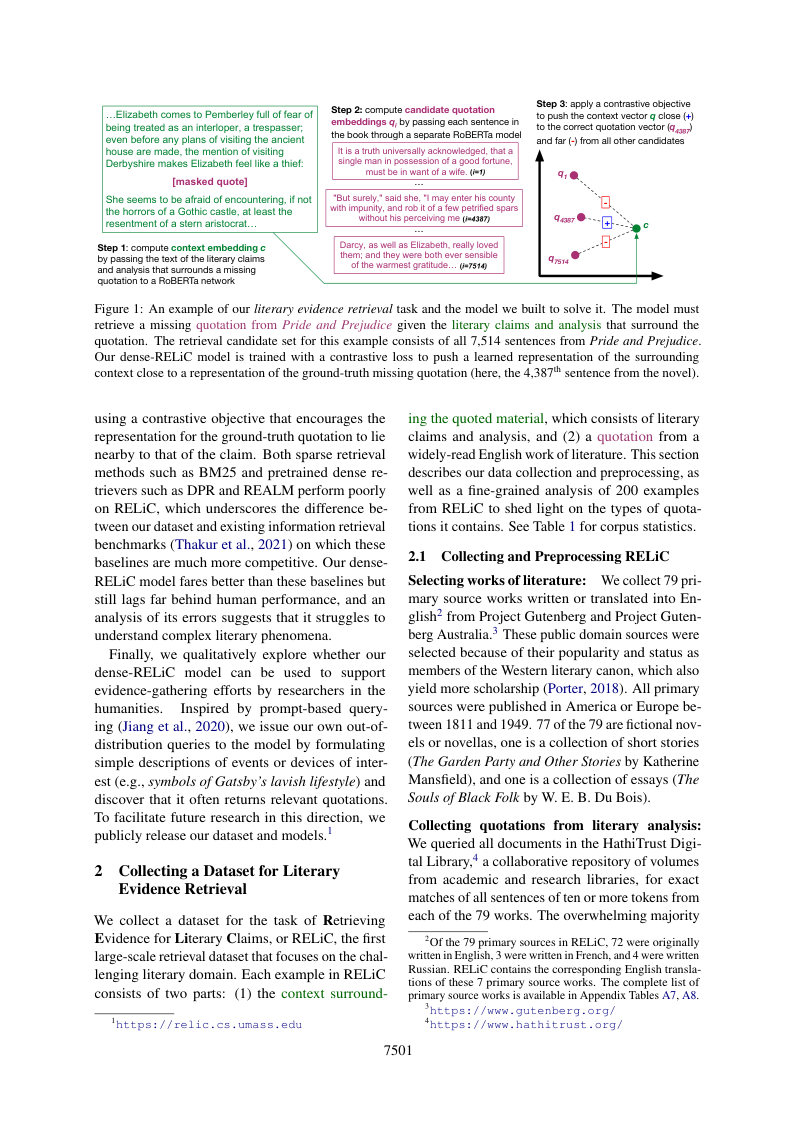 …Elizabeth comes to Pemberley full of fear of
being treated as an interloper, a trespasser;
even before any plans of visiting the ancient
house are made, the mention of visiting
Derbyshire makes Elizabeth feel like a thief:
[masked quote]
She seems to be afraid of encountering, if not
the horrors of a Gothic castle, at least the
resentment of a stern aristocrat…
Step 1: compute context embedding c
by passing the text of the literary claims
and analysis that surrounds a missing
quotation to a RoBERTa network
Step 2: compute candidate quotation
embeddings qi by passing each sentence in
the book through a separate RoBERTa model
It is a truth universally acknowledged, that a
single man in possession of a good fortune,
must be in want of a wife. (i=1)
…
"But surely," said she, "I may enter his county
with impunity, and rob it of a few petrified spars
without his perceiving me (i=4387)
…
Darcy, as well as Elizabeth, really loved
them; and they were both ever sensible
of the warmest gratitude… (i=7514)
Step 3: apply a contrastive objective
to push the context vector q close (+)
to the correct quotation vector (q4387)
and far (-) from all other candidates
q1
-
q4387
+
c
-
q7514
Figure 1: An example of our literary evidence retrieval task and the model we built to solve it. The model must
retrieve a missing quotation from Pride and Prejudice given the literary claims and analysis that surround the
quotation. The retrieval candidate set for this example consists of all 7,514 sentences from Pride and Prejudice.
Our dense-RELiC model is trained with a contrastive loss to push a learned representation of the surrounding
context close to a representation of the ground-truth missing quotation (here, the 4,387th sentence from the novel).
using a contrastive objective that encourages the
representation for the ground-truth quotation to lie
nearby to that of the claim. Both sparse retrieval
methods such as BM25 and pretrained dense re-
trievers such as DPR and REALM perform poorly
on RELiC, which underscores the difference be-
tween our dataset and existing information retrieval
benchmarks (Thakur et al., 2021) on which these
baselines are much more competitive. Our dense-
RELiC model fares better than these baselines but
still lags far behind human performance, and an
analysis of its errors suggests that it struggles to
understand complex literary phenomena.
Finally, we qualitatively explore whether our
dense-RELiC model can be used to support
evidence-gathering efforts by researchers in the
humanities. Inspired by prompt-based query-
ing (Jiang et al., 2020), we issue our own out-of-
distribution queries to the model by formulating
simple descriptions of events or devices of inter-
est (e.g., symbols of Gatsby's lavish lifestyle) and
discover that it often returns relevant quotations.
To facilitate future research in this direction, we
publicly release our dataset and models.1
2 Collecting a Dataset for Literary
Evidence Retrieval
We collect a dataset for the task of Retrieving
Evidence for Literary Claims, or RELiC, the first
large-scale retrieval dataset that focuses on the chal-
lenging literary domain. Each example in RELiC
consists of two parts: (1) the context surround-
1https://relic.cs.umass.edu
ing the quoted material, which consists of literary
claims and analysis, and (2) a quotation from a
widely-read English work of literature. This section
describes our data collection and preprocessing, as
well as a fine-grained analysis of 200 examples
from RELiC to shed light on the types of quota-
tions it contains. See Table 1 for corpus statistics.
2.1 Collecting and Preprocessing RELiC
Selecting works of literature: We collect 79 pri-
mary source works written or translated into En-
glish2 from Project Gutenberg and Project Guten-
berg Australia.3 These public domain sources were
selected because of their popularity and status as
members of the Western literary canon, which also
yield more scholarship (Porter, 2018). All primary
sources were published in America or Europe be-
tween 1811 and 1949. 77 of the 79 are fictional nov-
els or novellas, one is a collection of short stories
(The Garden Party and Other Stories by Katherine
Mansfield), and one is a collection of essays (The
Souls of Black Folk by W. E. B. Du Bois).
Collecting quotations from literary analysis:
We queried all documents in the HathiTrust Digi-
tal Library,4 a collaborative repository of volumes
from academic and research libraries, for exact
matches of all sentences of ten or more tokens from
each of the 79 works. The overwhelming majority
2Of the 79 primary sources in RELiC, 72 were originally
written in English, 3 were written in French, and 4 were written
Russian. RELiC contains the corresponding English transla-
tions of these 7 primary source works. The complete list of
primary source works is available in Appendix Tables A7, A8.
3https://www.gutenberg.org/
4https://www.hathitrust.org/
7501